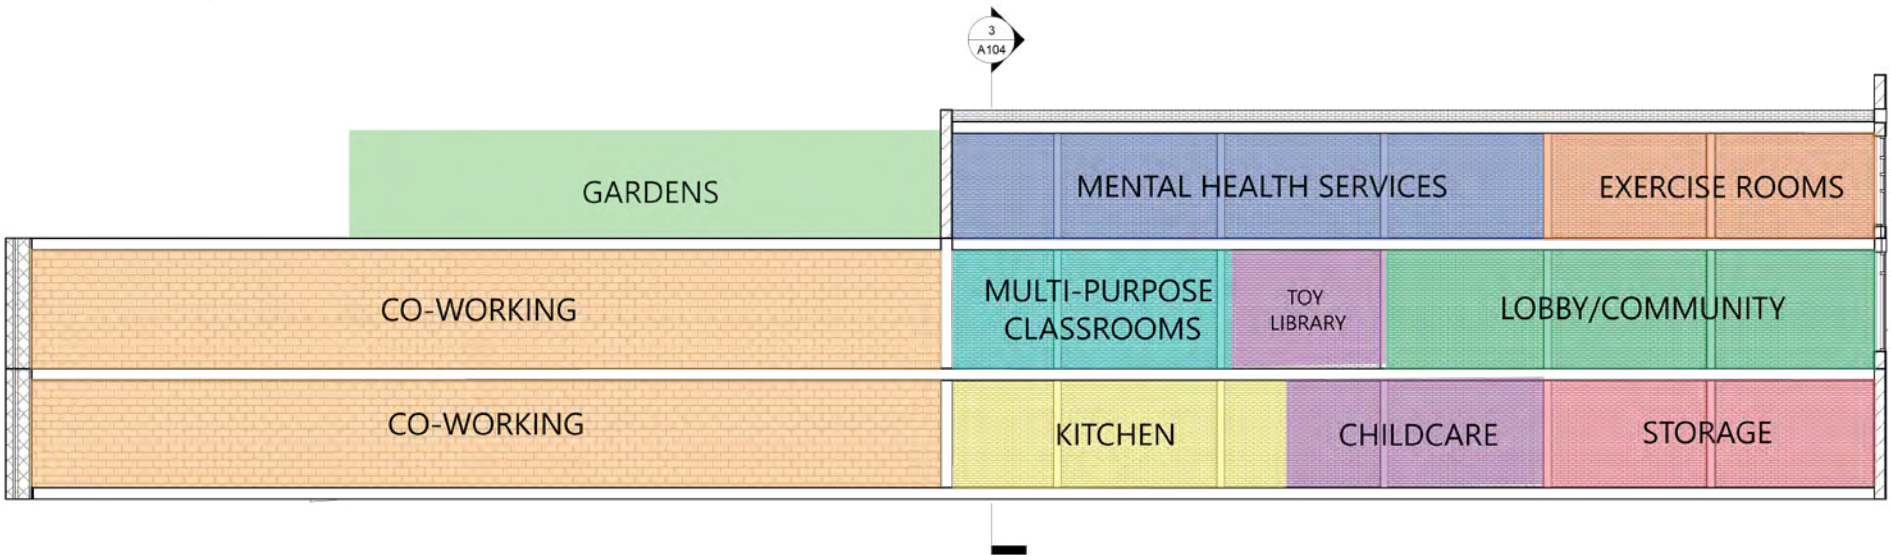 3
A104
GARDENS
MENTAL HEALTH SERVICES
EXERCISE ROOMS
CO-WORKING
MULTI-PURPOSE
CLASSROOMS
TOY
LIBRARY
LOBBY/COMMUNITY
CO-WORKING
KITCHEN
CHILDCARE
STORAGE